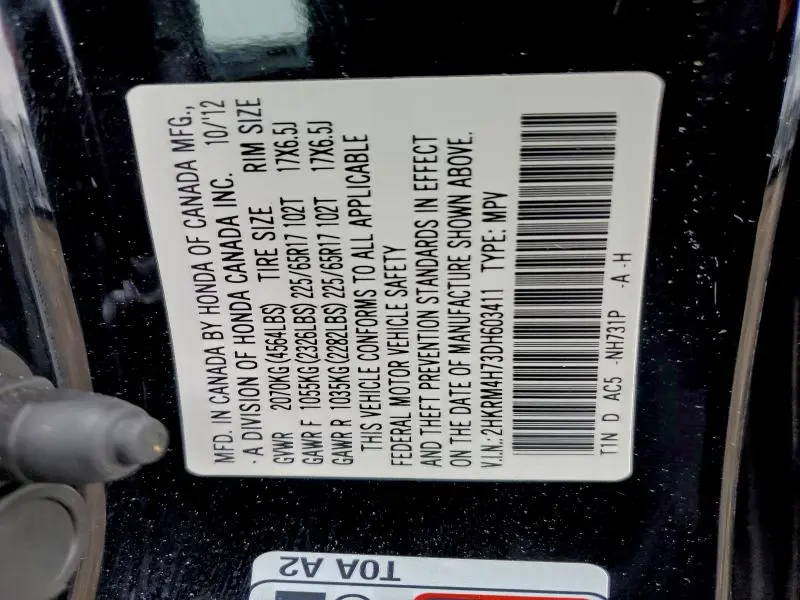 MFD. IN CANADA BY HONDA OF CANADA MFG.,
- A DIVISION OF HONDA CANADA INC. 10/'12
GVWR 2070KG (4564LBS) TIRE SIZE RIM SIZE
GAWR F 1055KG (2326LBS) 225/65R17 102T 17X6.5J
GAWR R 1035KG (2282LBS) 225/65R17 102T 17X6.5J
THIS VEHICLE CONFORMS TO ALL APPLICABLE
FEDERAL MOTOR VEHICLE SAFETY
AND THEFT PREVENTION STANDARDS IN EFFECT
ON THE DATE OF MANUFACTURE SHOWN ABOVE.
V.I.N.: 2HKRM4H73DH603411 TYPE: MPV
TIN D AC5 -NH731P -A -H
T0A A2